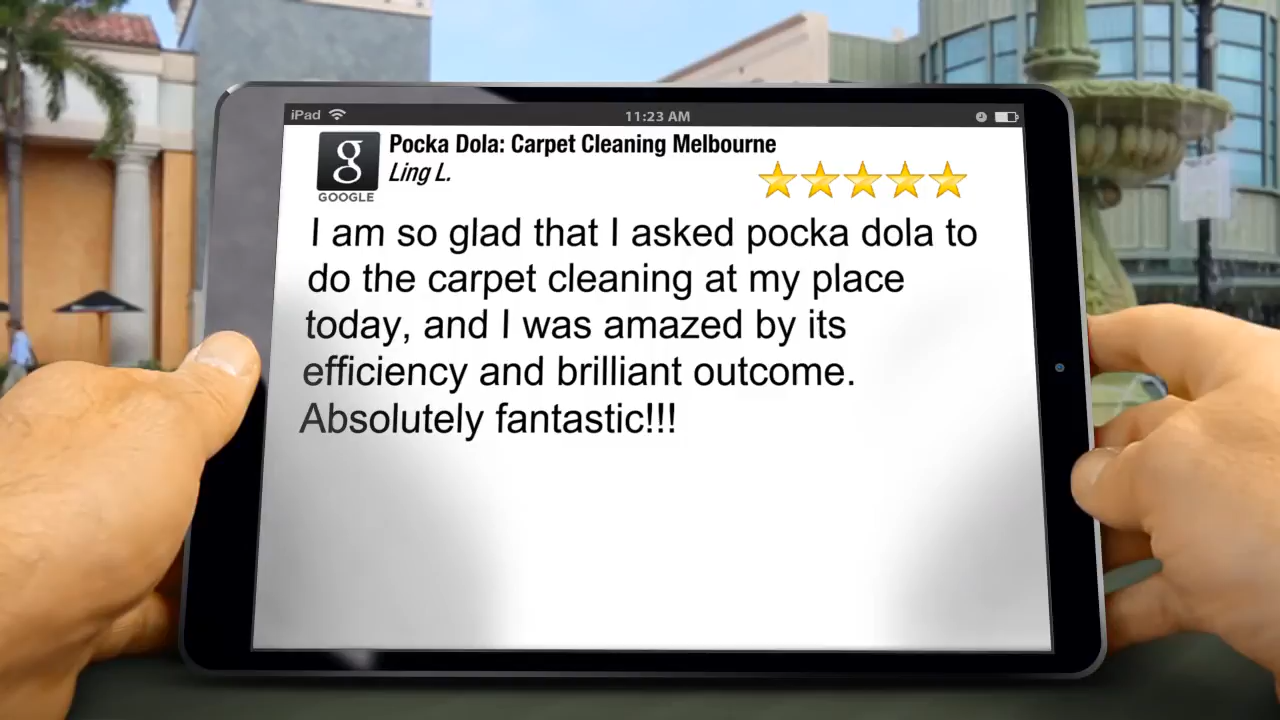 iPad 11:23 AM
g
GOOGLE
Pocka Dola: Carpet Cleaning Melbourne
Ling L.
I am so glad that I asked pocka dola to
do the carpet cleaning at my place
today, and I was amazed by its
efficiency and brilliant outcome.
Absolutely fantastic!!!